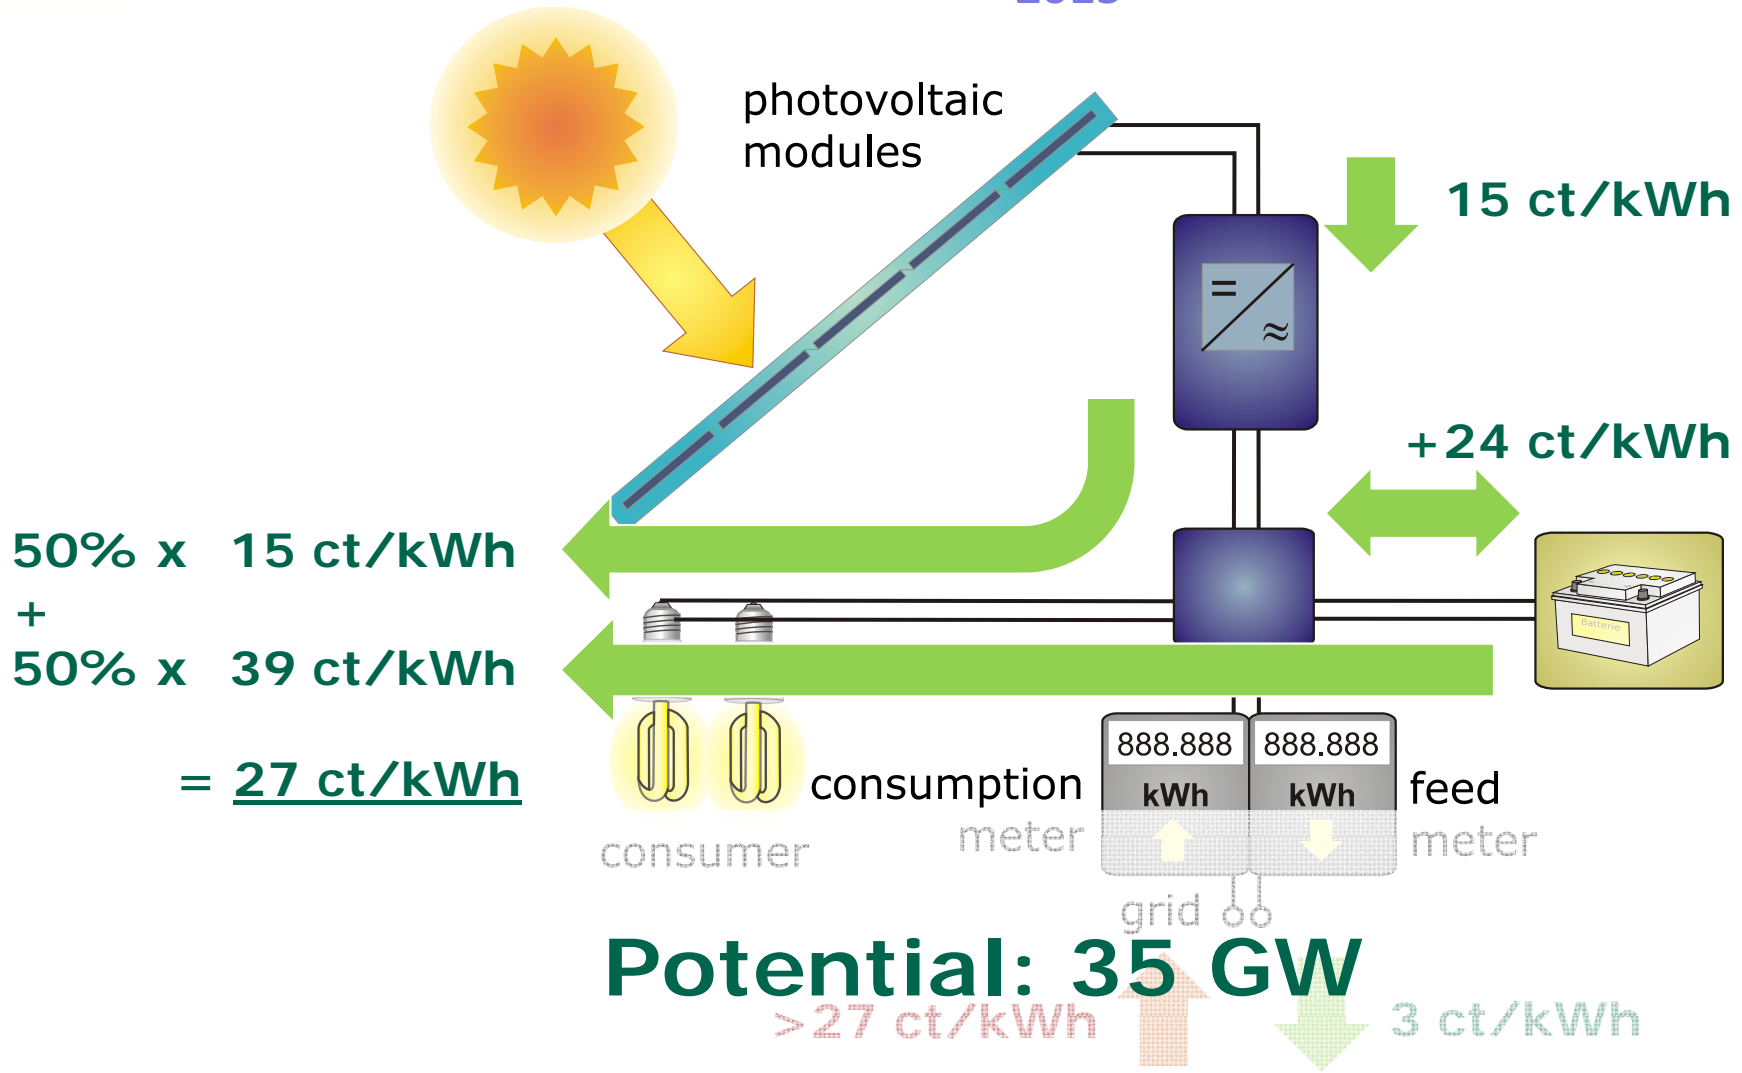 photovoltaic
modules
15 ct/kWh
=
≈
+24 ct/kWh
50% x 15 ct/kWh
+
50% x 39 ct/kWh
= 27 ct/kWh
Batterie
888.888 888.888
kWh kWh
consumption
meter
feed
meter
consumer
grid
Potential: 35 GW
>27 ct/kWh
3 ct/kWh